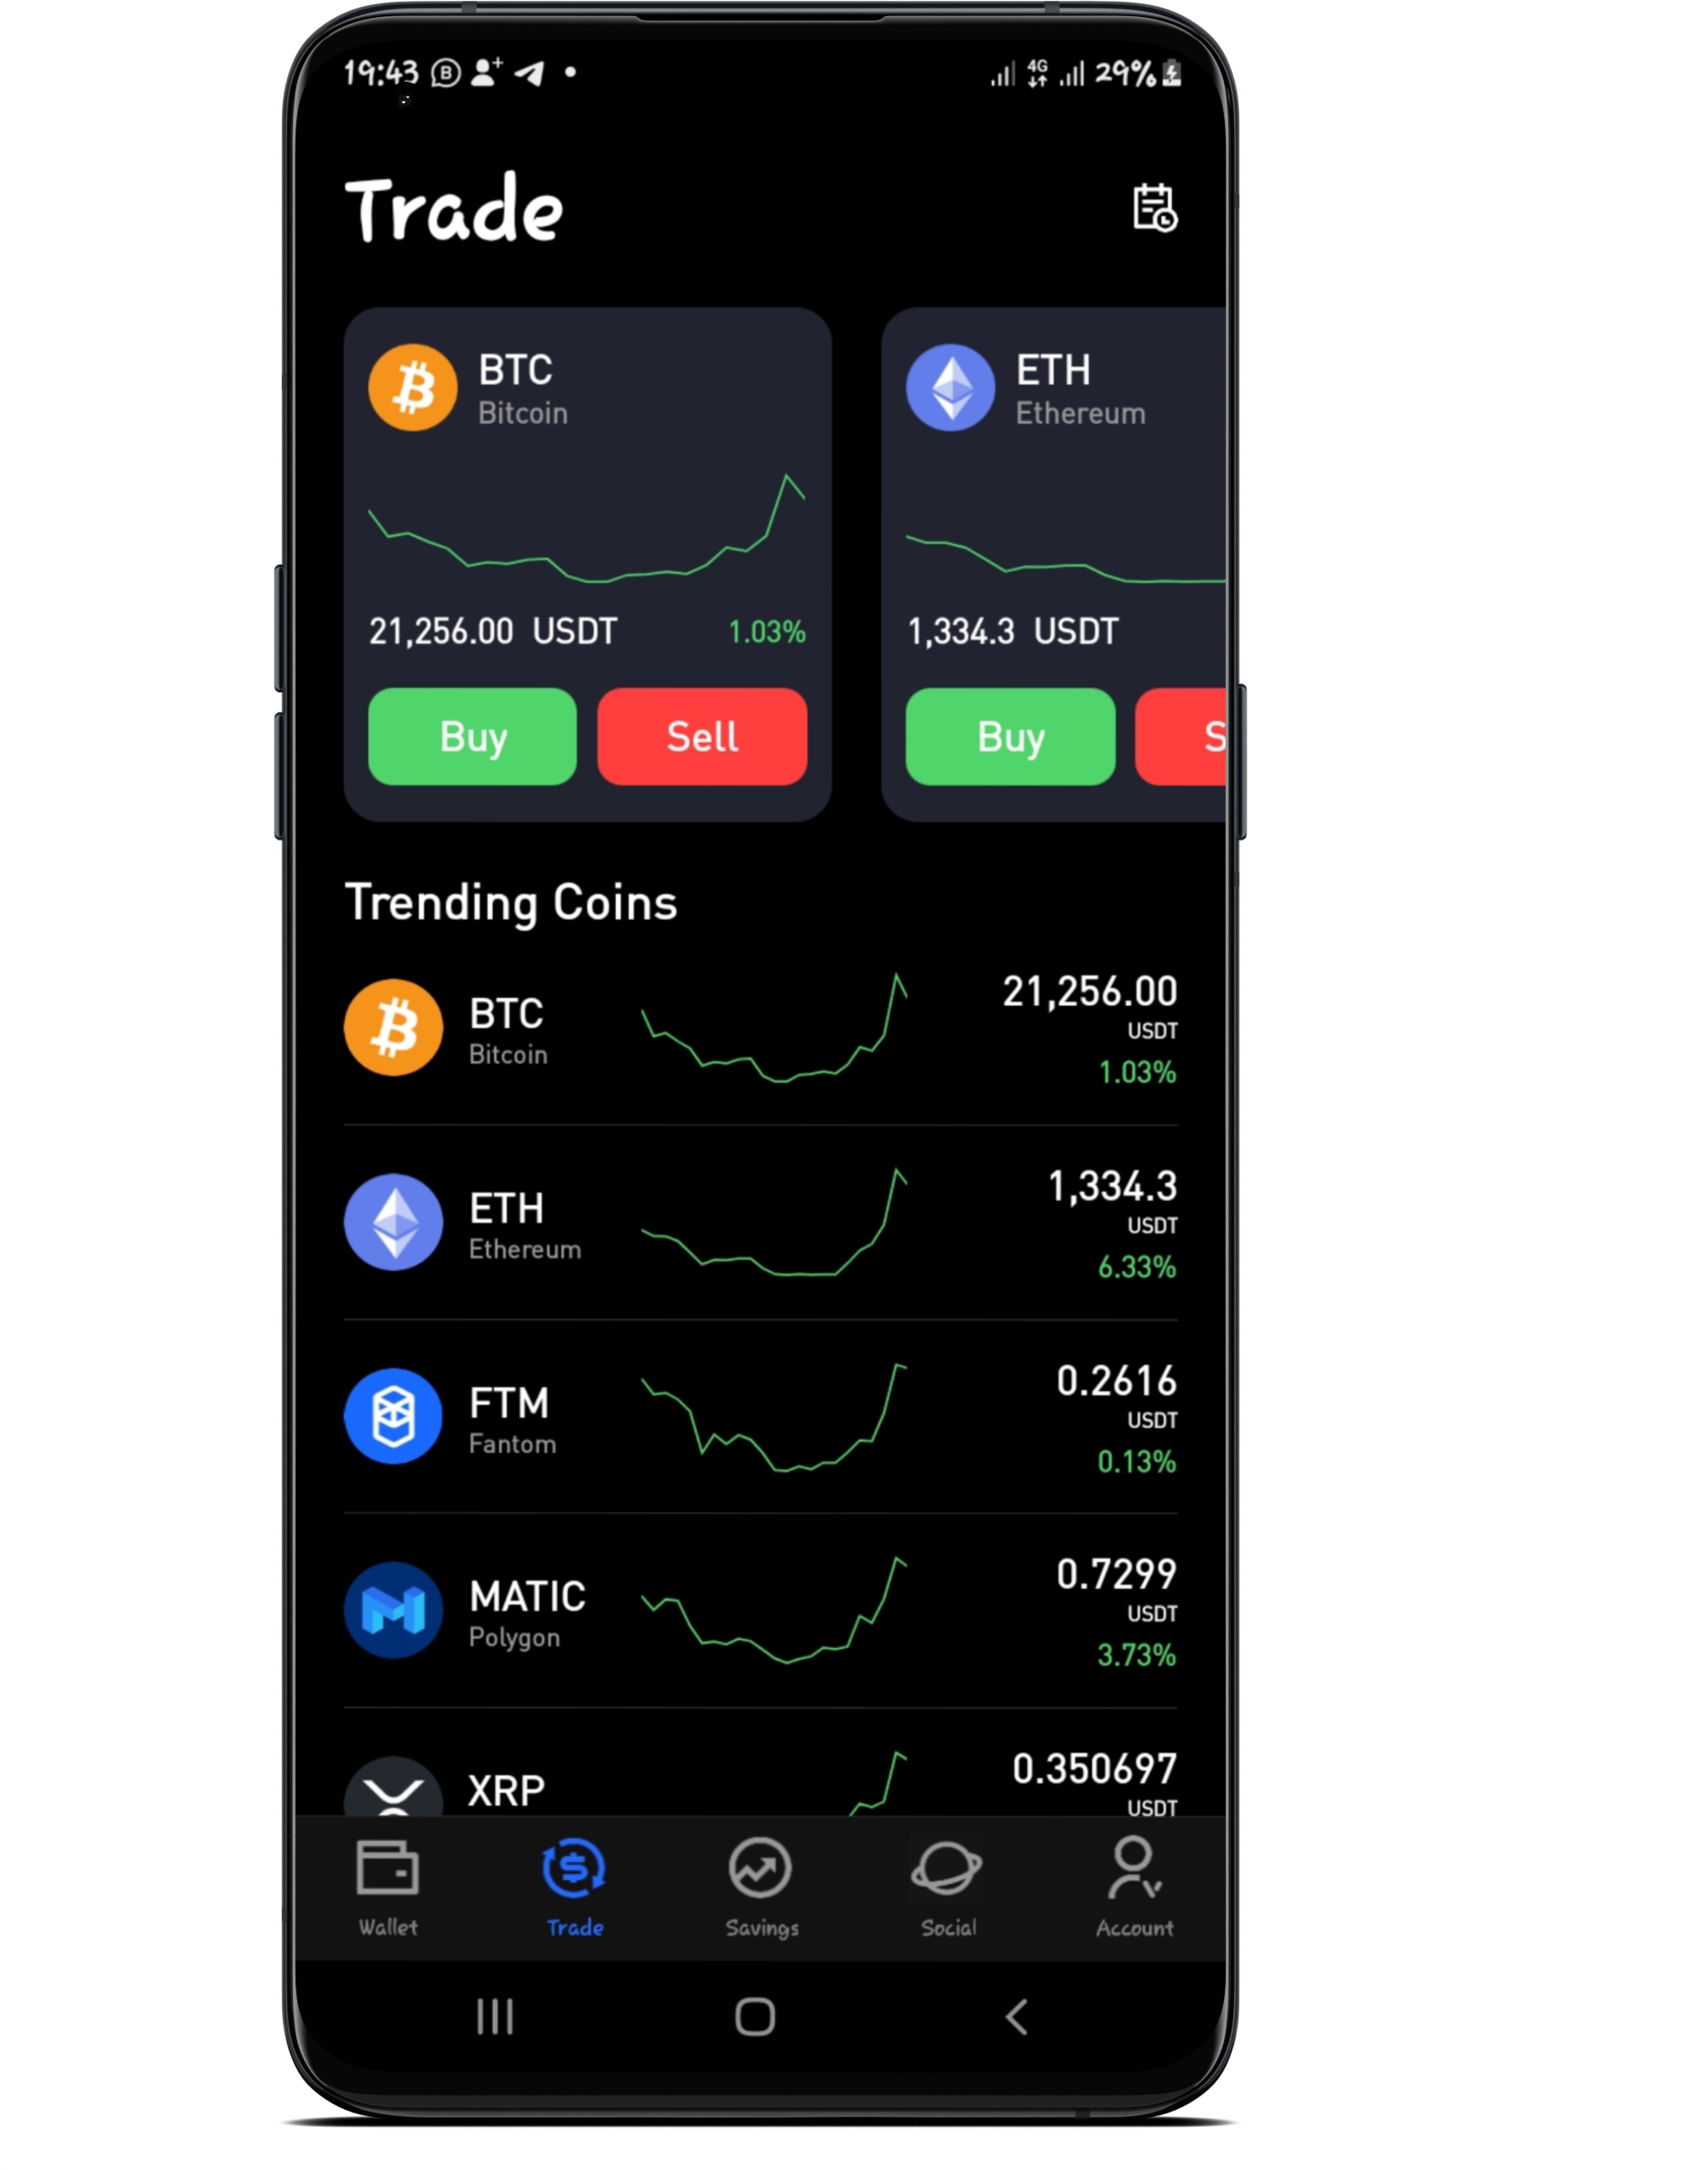 19:43
4G 29%
Trade
BTC
Bitcoin
21,256.00 USDT 1.03%
Buy Sell
ETH
Ethereum
1,334.3 USDT
Buy S
Trending Coins
BTC
Bitcoin
21,256.00
USDT
1.03%
ETH
Ethereum
1,334.3
USDT
6.33%
FTM
Fantom
0.2616
USDT
0.13%
MATIC
Polygon
0.7299
USDT
3.73%
XRP
0.350697
USDT
Wallet Trade Savings Social Account